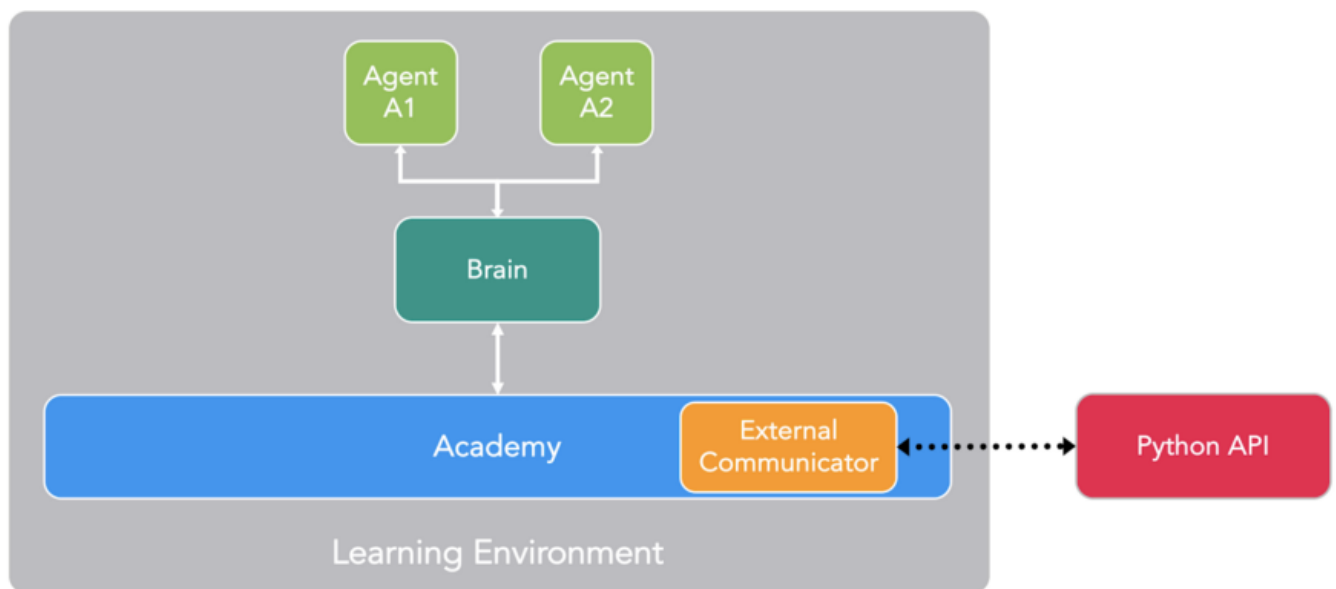 Agent
A1
Agent
A2
Brain
Academy
External
Communicator
Python API
Learning Environment